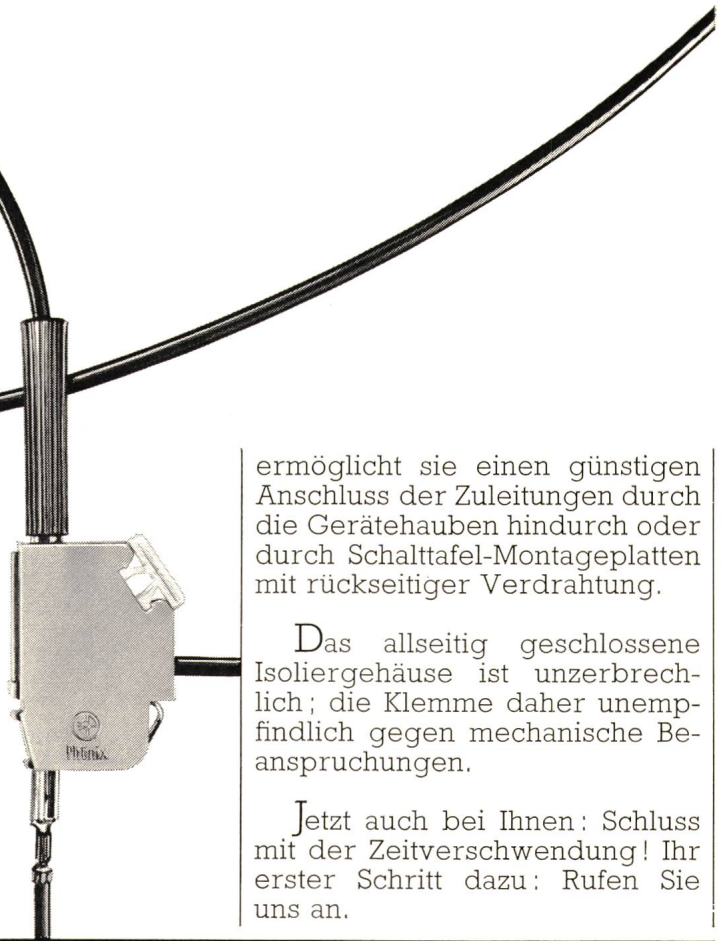 ermöglicht sie einen günstigen
Anschluss der Zuleitungen durch
die Gerätehauben hindurch oder
durch Schalttafel-Montageplatten
mit rückseitiger Verdrahtung.
Das allseitig geschlossene
Isoliergehäuse ist unzerbrech-
lich; die Klemme daher unemp-
findlich gegen mechanische Be-
anspruchungen.
Jetzt auch bei Ihnen: Schluss
mit der Zeitverschwendung! Ihr
erster Schritt dazu: Rufen Sie
uns an.
Phönix